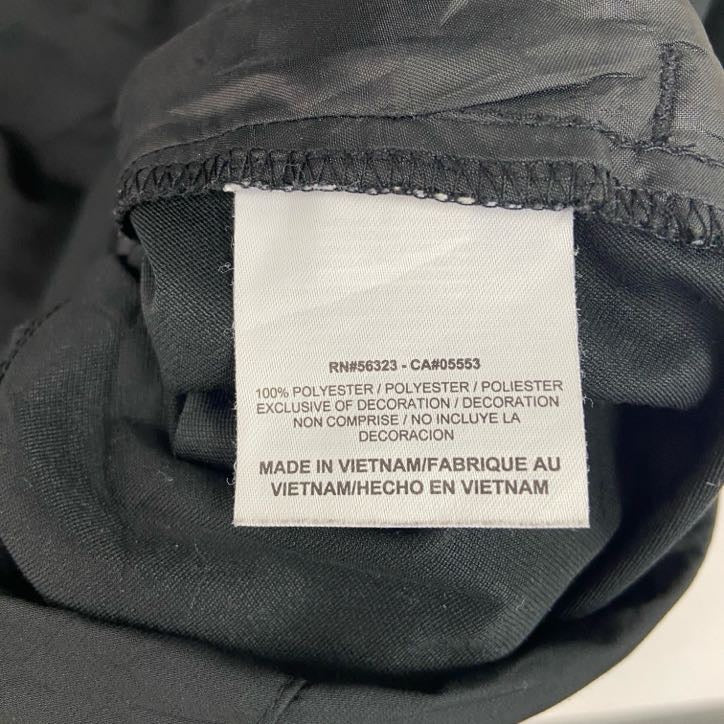 RN#56323 - CA#05553
100% POLYESTER / POLYESTER / POLIESTER
EXCLUSIVE OF DECORATION / DECORATION
NON COMPRISE / NO INCLUYE LA
DECORACION
MADE IN VIETNAM/FABRIQUE AU
VIETNAM/HECHO EN VIETNAM